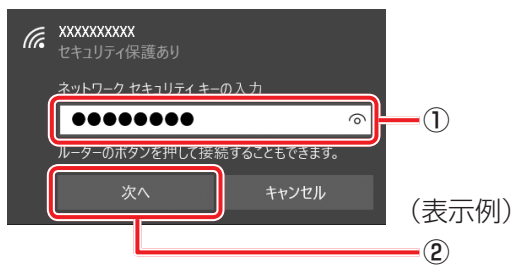 XXXXXXXXXX
セキュリティ保護あり
ネットワーク セキュリティ キーの入力
●●●●●●●●
①
ルーターのボタンを押して接続することもできます。
次へ
キャンセル
(表示例)
②